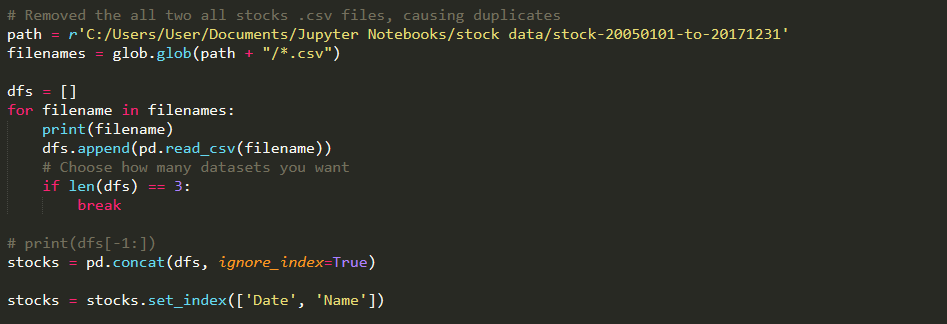 # Removed the all two all stocks .csv files, causing duplicates
path = r'C:/Users/User/Documents/Jupyter Notebooks/stock data/stock-20050101-to-20171231'
filenames = glob.glob(path + "/*.csv")
dfs = []
for filename in filenames:
    print(filename)
    dfs.append(pd.read_csv(filename))
    # Choose how many datasets you want
    if len(dfs) == 3:
        break
# print(dfs[-1:])
stocks = pd.concat(dfs, ignore_index=True)
stocks = stocks.set_index(['Date', 'Name'])